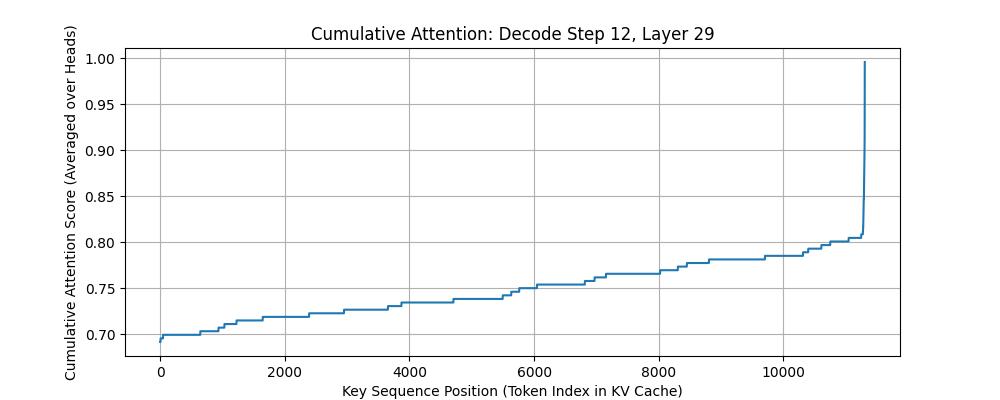 Cumulative Attention: Decode Step 12, Layer 29
Cumulative Attention Score (Averaged over Heads)
1.00
0.95
0.90
0.85
0.80
0.75
0.70
0 2000 4000 6000 8000 10000
Key Sequence Position (Token Index in KV Cache)